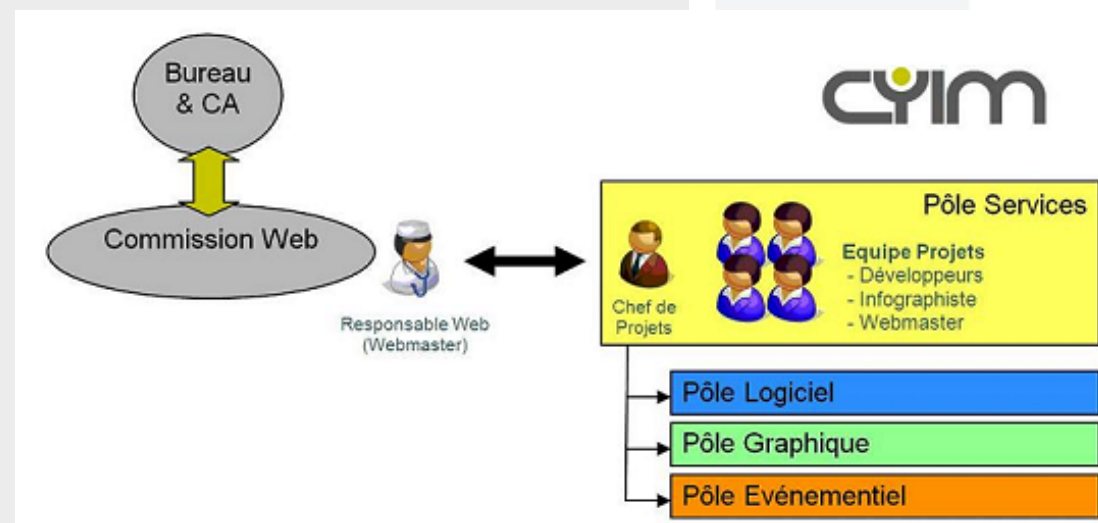 Bureau
& CA
CYIM
Commission Web
Responsable Web
(Webmaster)
Pôle Services
Chef de
Projets
Equipe Projets
- Développeurs
- Infographiste
- Webmaster
Pôle Logiciel
Pôle Graphique
Pôle Evénementiel